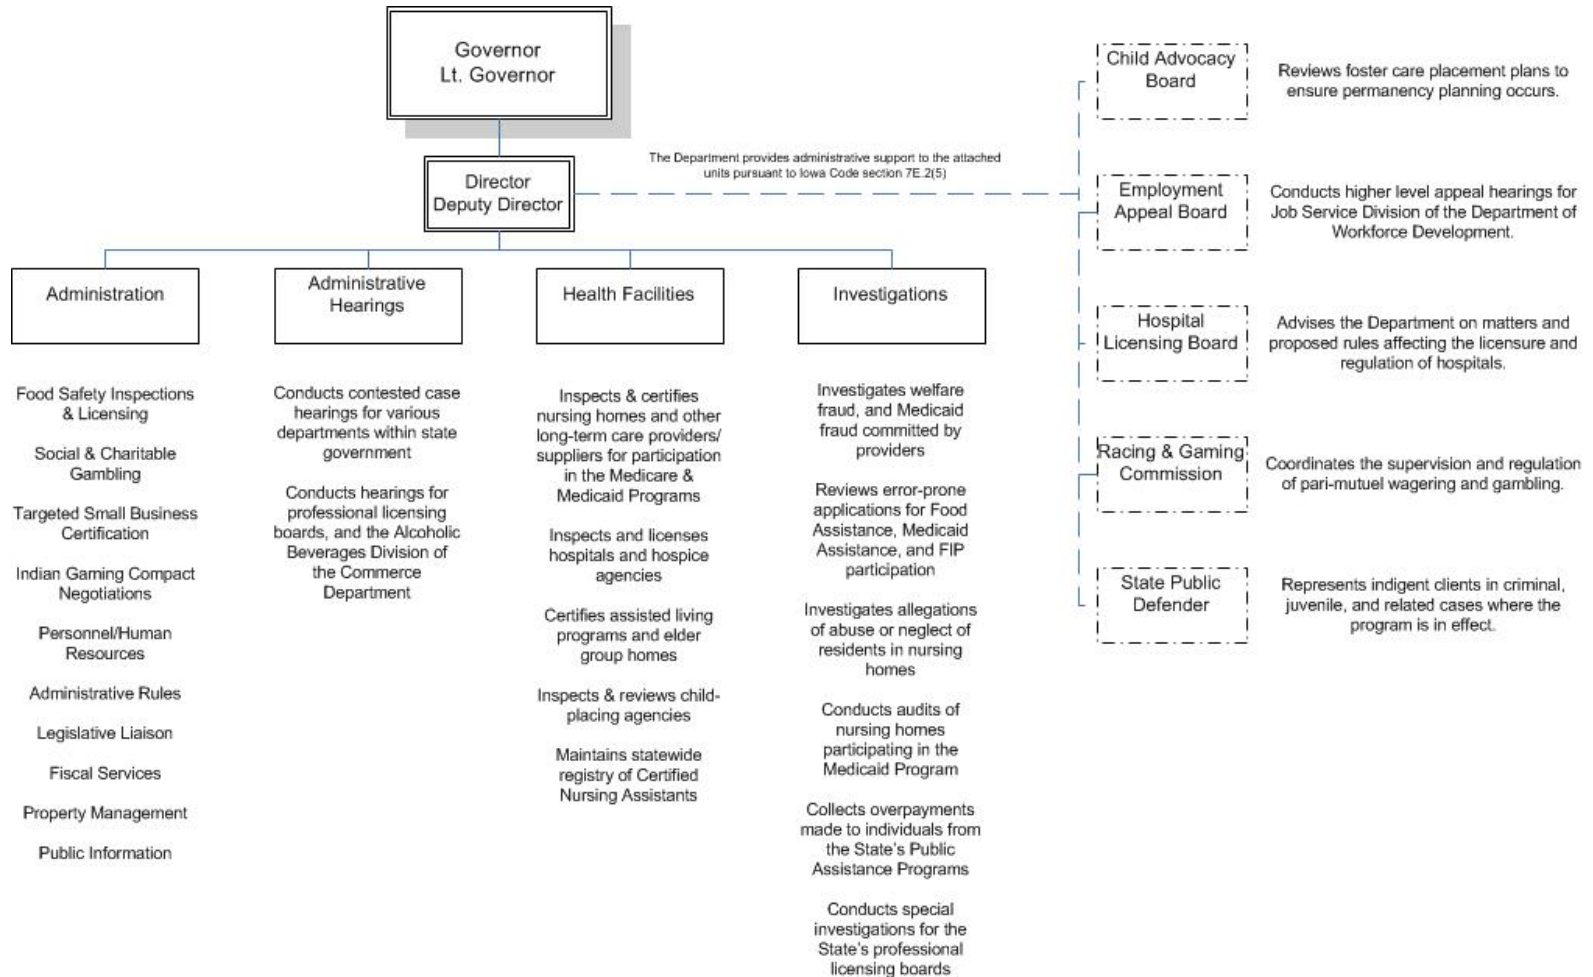 Governor
Lt. Governor
The Department provides administrative support to the attached
units pursuant to Iowa Code section 7E.2(5)
Director
Deputy Director
Administration
Food Safety Inspections
& Licensing
Social & Charitable
Gambling
Targeted Small Business
Certification
Indian Gaming Compact
Negotiations
Personnel/Human
Resources
Administrative Rules
Legislative Liaison
Fiscal Services
Property Management
Public Information
Administrative
Hearings
Conducts contested case
hearings for various
departments within state
government
Conducts hearings for
professional licensing
boards, and the Alcoholic
Beverages Division of
the Commerce
Department
Health Facilities
Inspects & certifies
nursing homes and other
long-term care providers/
suppliers for participation
in the Medicare &
Medicaid Programs
Inspects and licenses
hospitals and hospice
agencies
Certifies assisted living
programs and elder
group homes
Inspects & reviews child-
placing agencies
Maintains statewide
registry of Certified
Nursing Assistants
Investigations
Investigates welfare
fraud, and Medicaid
fraud committed by
providers
Reviews error-prone
applications for Food
Assistance, Medicaid
Assistance, and FIP
participation
Investigates allegations
of abuse or neglect of
residents in nursing
homes
Conducts audits of
nursing homes
participating in the
Medicaid Program
Collects overpayments
made to individuals from
the State's Public
Assistance Programs
Conducts special
investigations for the
State's professional
licensing boards
Child Advocacy
Board
Reviews foster care placement plans to
ensure permanency planning occurs.
Employment
Appeal Board
Conducts higher level appeal hearings for
Job Service Division of the Department of
Workforce Development.
Hospital
Licensing Board
Advises the Department on matters and
proposed rules affecting the licensure and
regulation of hospitals.
Racing & Gaming
Commission
Coordinates the supervision and regulation
of pari-mutuel wagering and gambling.
State Public
Defender
Represents indigent clients in criminal,
juvenile, and related cases where the
program is in effect.